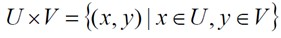 U × V = {(x, y) | x ∈ U, y ∈ V}